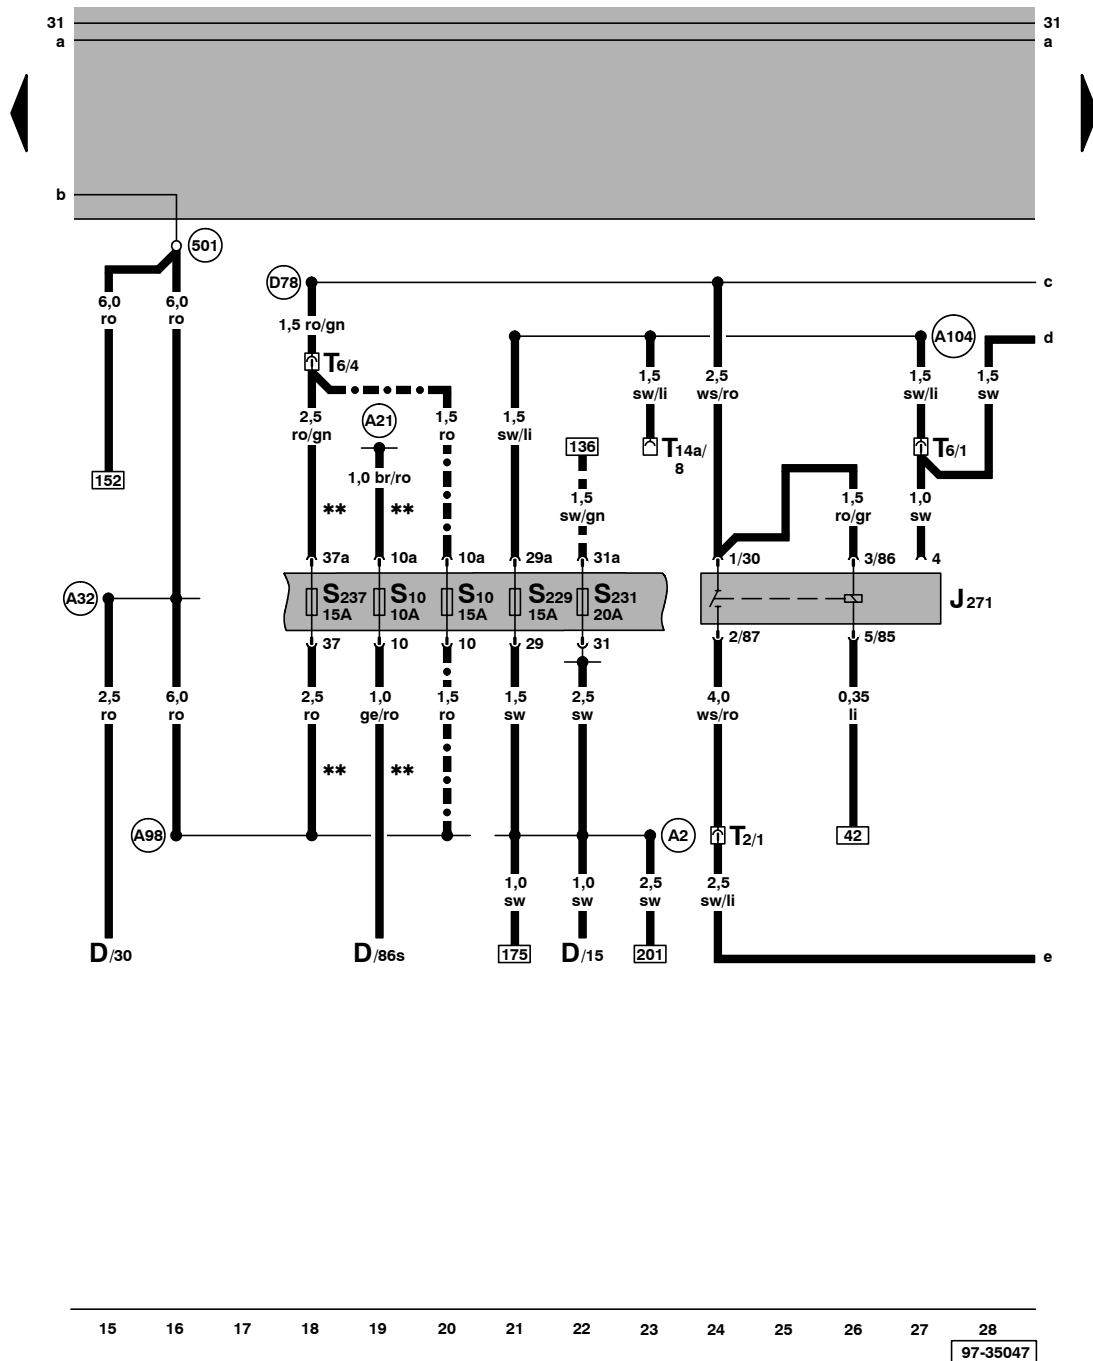 31 31
a a
b
501
D78 c
6,0 6,0
ro ro
1,5 ro/gn
A104 d
T6/4
1,5 2,5 1,5 1,5
sw/li ws/ro sw/li sw
2,5 A21 1,5 1,5
ro/gn ro sw/li
136 T14a/ T6/1
8
152 1,0 br/ro
1,5 1,5 1,0
sw/gn ro/gr sw
** **
37a 10a 10a 29a 31a 1/30 3/86 4
A32 S237 S10 S10 S229 S231 J271
15A 10A 15A 15A 20A
37 10 10 29 31 2/87 5/85
2,5 6,0 2,5 1,0 1,5 1,5 2,5 4,0 0,35
ro ro ro ge/ro ro sw sw ws/ro li
** **
A98 A2 T2/1 42
1,0 1,0 2,5 2,5
sw sw sw sw/li
D/30 D/86s 175 D/15 201 e
15 16 17 18 19 20 21 22 23 24 25 26 27 28
97-35047